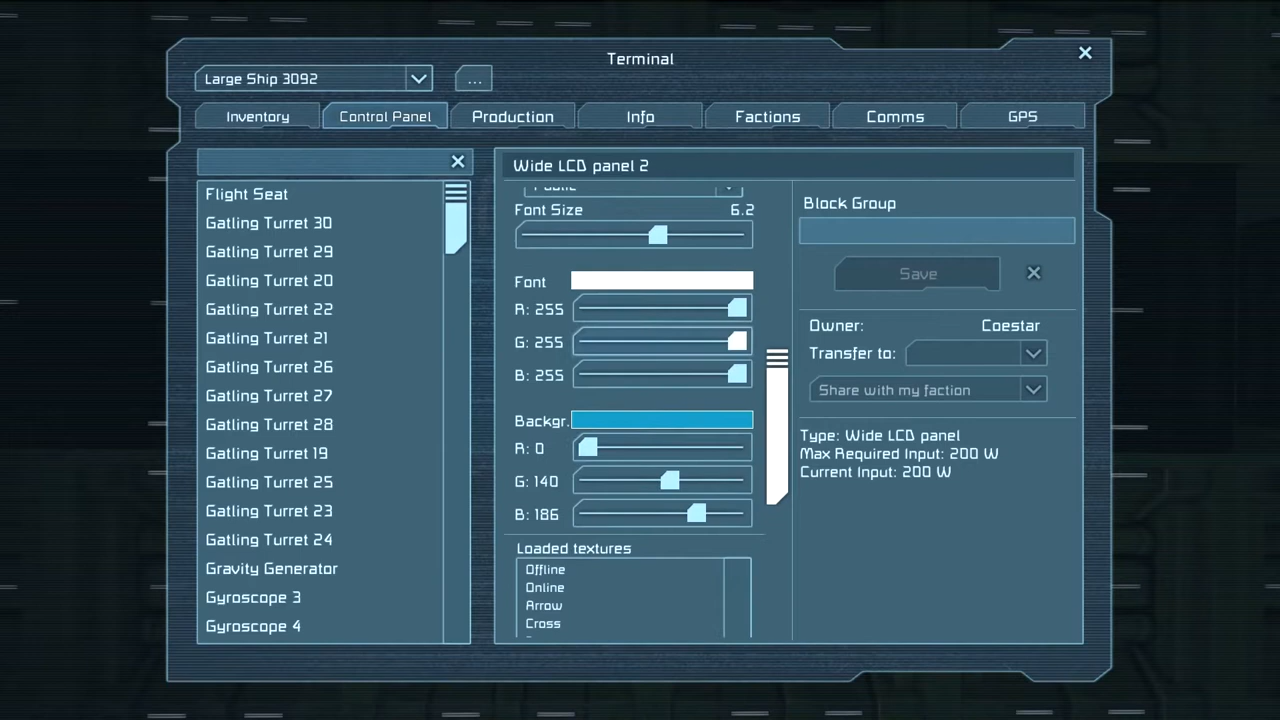 Terminal
Large Ship 3092
...
Inventory
Control Panel
Production
Info
Factions
Comms
GPS
Flight Seat
Gatling Turret 30
Gatling Turret 29
Gatling Turret 20
Gatling Turret 22
Gatling Turret 21
Gatling Turret 26
Gatling Turret 27
Gatling Turret 28
Gatling Turret 19
Gatling Turret 25
Gatling Turret 23
Gatling Turret 24
Gravity Generator
Gyroscope 3
Gyroscope 4
Wide LCD panel 2
Public
Font Size 6.2
Font
R: 255
G: 255
B: 255
Backgr.
R: 0
G: 140
B: 186
Loaded textures
Offline
Online
Arrow
Cross
Block Group
Save
Owner: Coestar
Transfer to:
Share with my faction
Type: Wide LCD panel
Max Required Input: 200 W
Current Input: 200 W